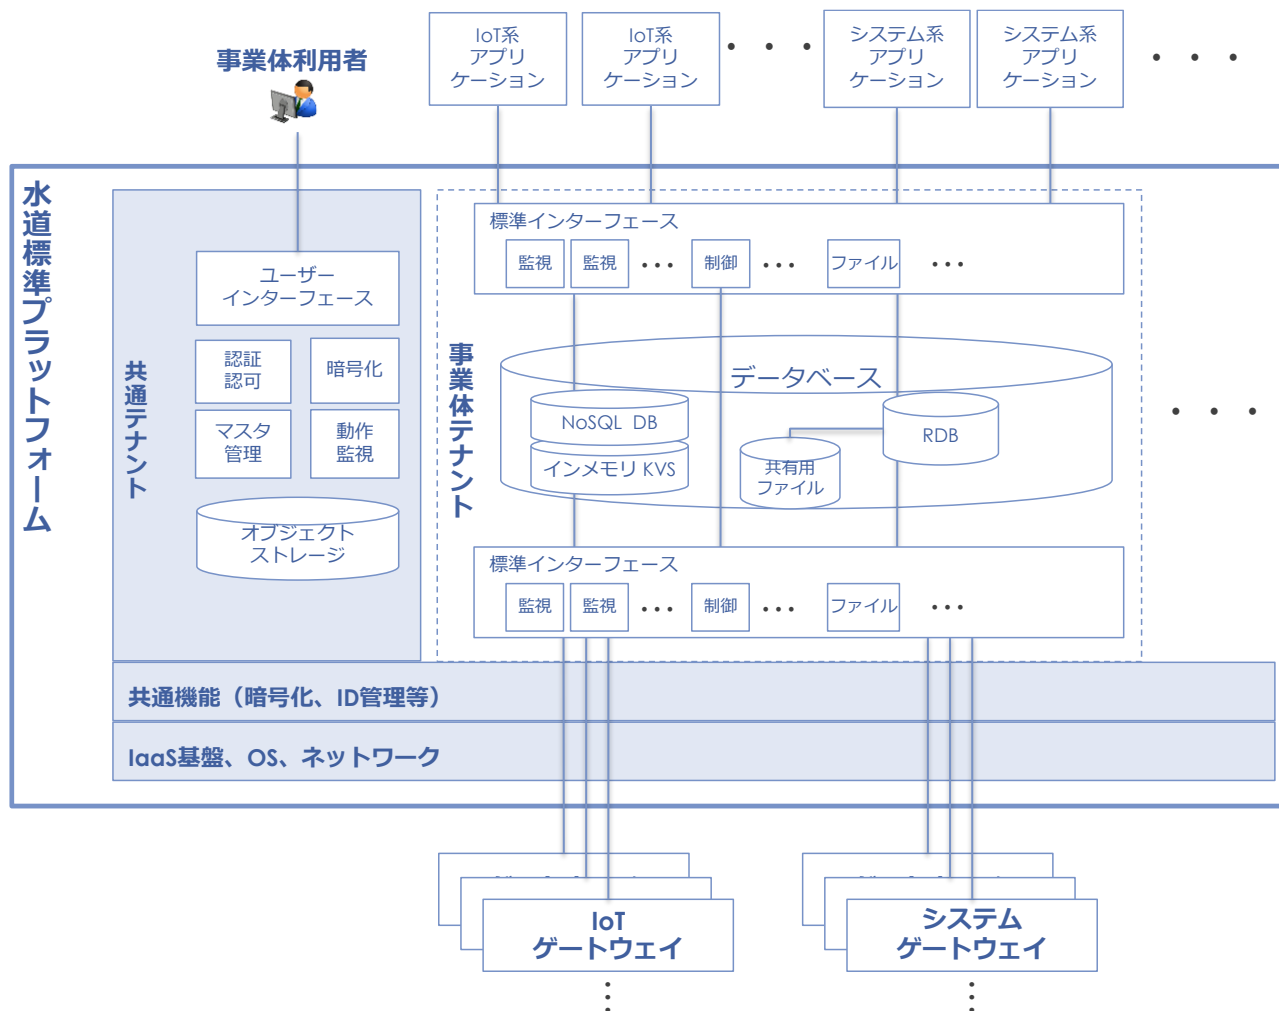 IoT系
アプリ
ケーション
IoT系
アプリ
ケーション
・・・
システム系
アプリ
ケーション
システム系
アプリ
ケーション
・・・
事業体利用者
水道標準プラットフォーム
共通テナント
ユーザー
インターフェース
認証
認可
暗号化
マスタ
管理
動作
監視
オブジェクト
ストレージ
事業体テナント
標準インターフェース
監視
監視
・・・
制御
・・・
ファイル
・・・
データベース
NoSQL DB
インメモリ KVS
共有用
ファイル
RDB
・・・
標準インターフェース
監視
監視
・・・
制御
・・・
ファイル
・・・
共通機能（暗号化、ID管理等）
IaaS基盤、OS、ネットワーク
IoT
ゲートウェイ
システム
ゲートウェイ